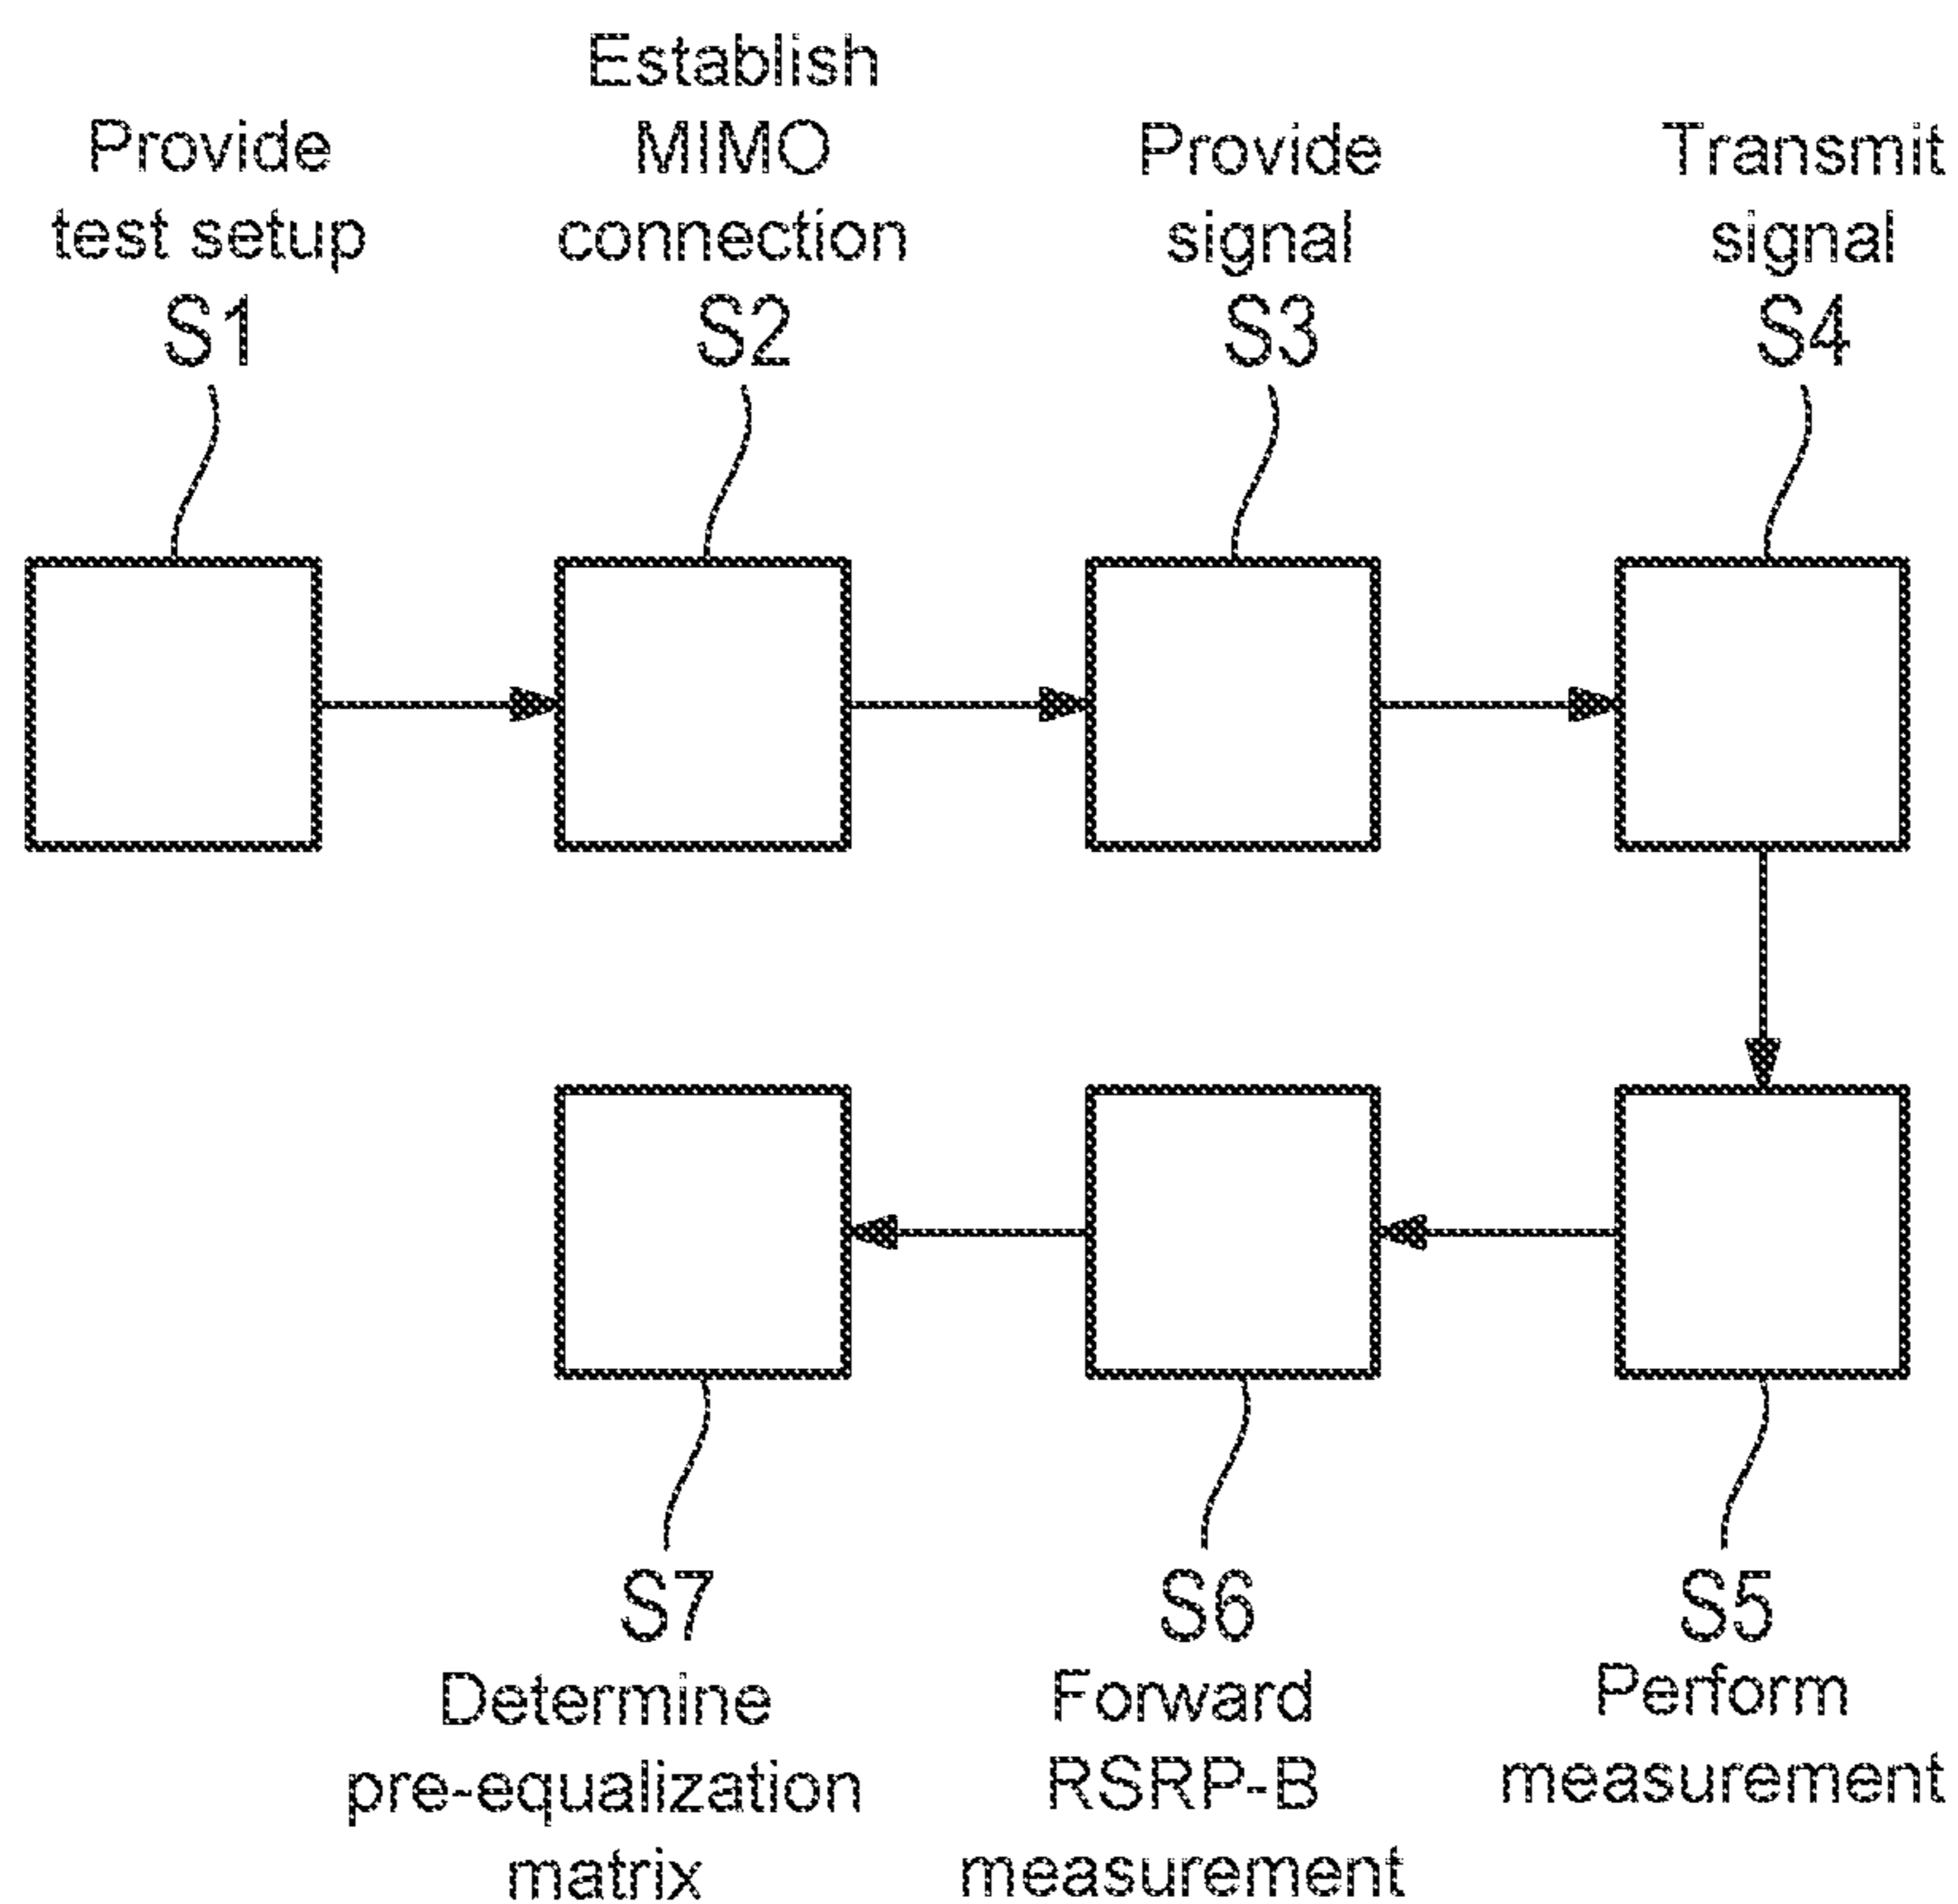 Provide
test setup
S1
Establish
MIMO
connection
S2
Provide
signal
S3
Transmit
signal
S4
S7
Determine
pre-equalization
matrix
S6
Forward
RSRP-B
measurement
S5
Perform
measurement